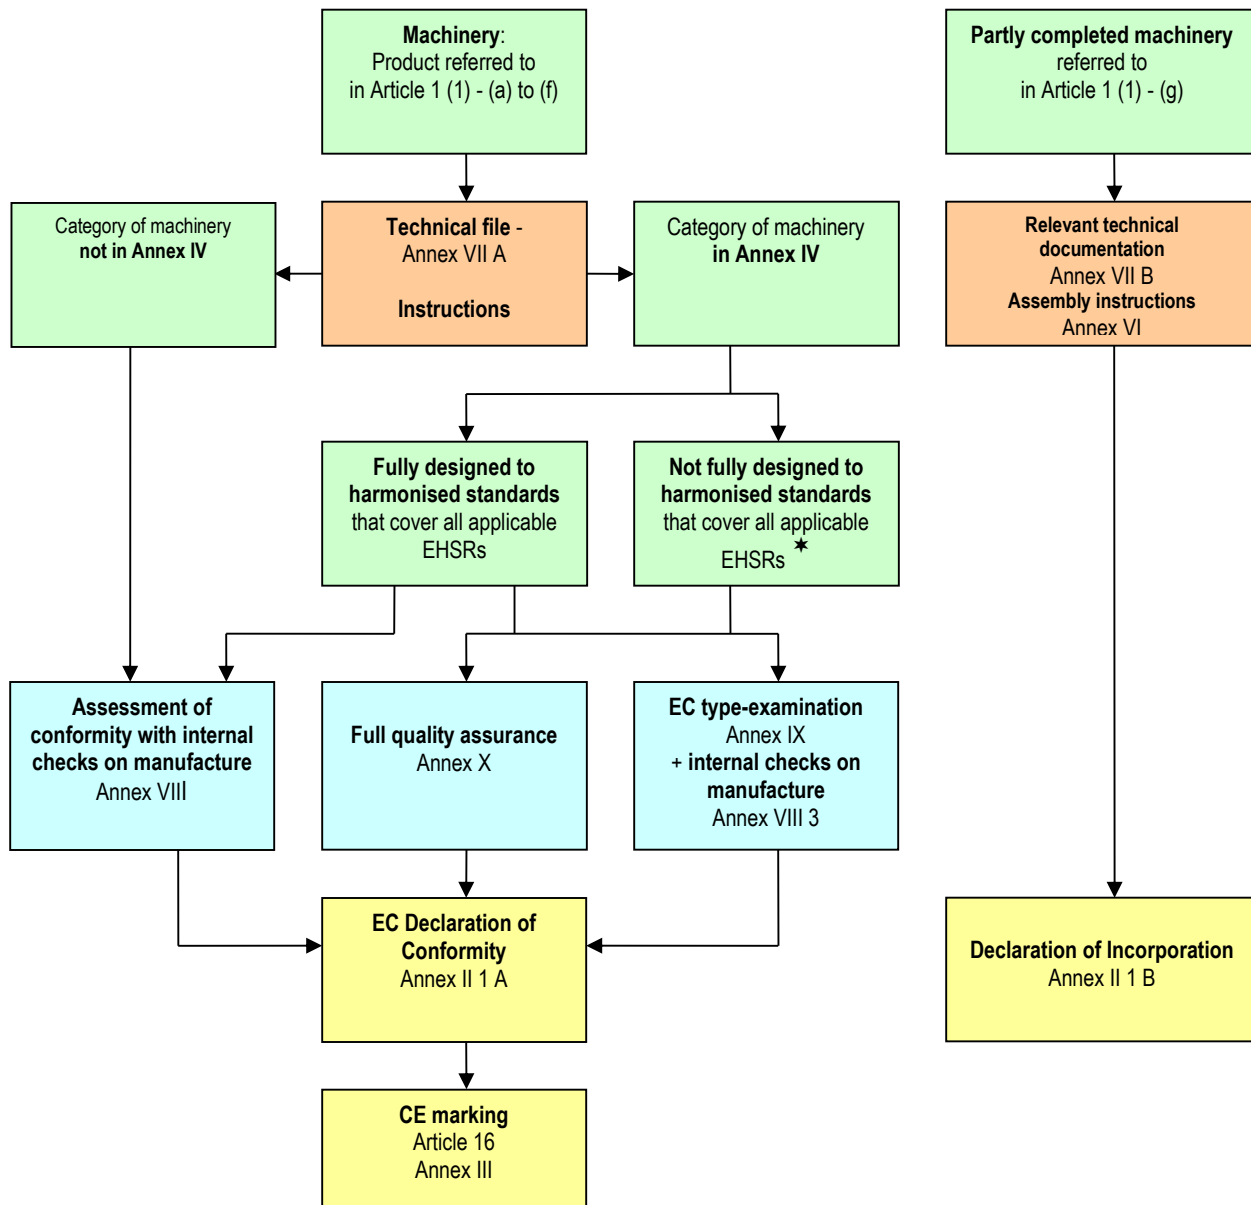 Machinery:
Product referred to
in Article 1 (1) - (a) to (f)
Partly completed machinery
referred to
in Article 1 (1) - (g)
Category of machinery
not in Annex IV
Technical file -
Annex VII A
Instructions
Category of machinery
in Annex IV
Relevant technical
documentation
Annex VII B
Assembly instructions
Annex VI
Fully designed to
harmonised standards
that cover all applicable
EHSRs
Not fully designed to
harmonised standards
that cover all applicable
EHSRs ✶
Assessment of
conformity with internal
checks on manufacture
Annex VIII
Full quality assurance
Annex X
EC type-examination
Annex IX
+ internal checks on
manufacture
Annex VIII 3
EC Declaration of
Conformity
Annex II 1 A
Declaration of Incorporation
Annex II 1 B
CE marking
Article 16
Annex III